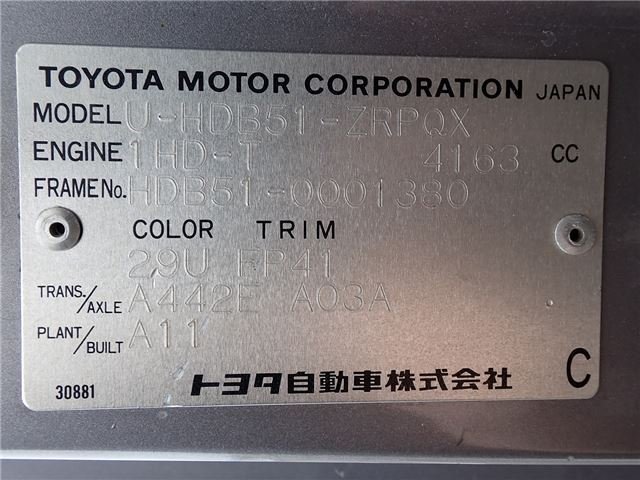 TOYOTA MOTOR CORPORATION JAPAN
MODEL U-HDB51-ZRPQX
ENGINE 1HD-T 4163 CC
FRAME No. HDB51-0001380
COLOR TRIM
29U FP41
TRANS./AXLE A442E A03A
PLANT/BUILT A11
30881 トヨタ自動車株式会社 C